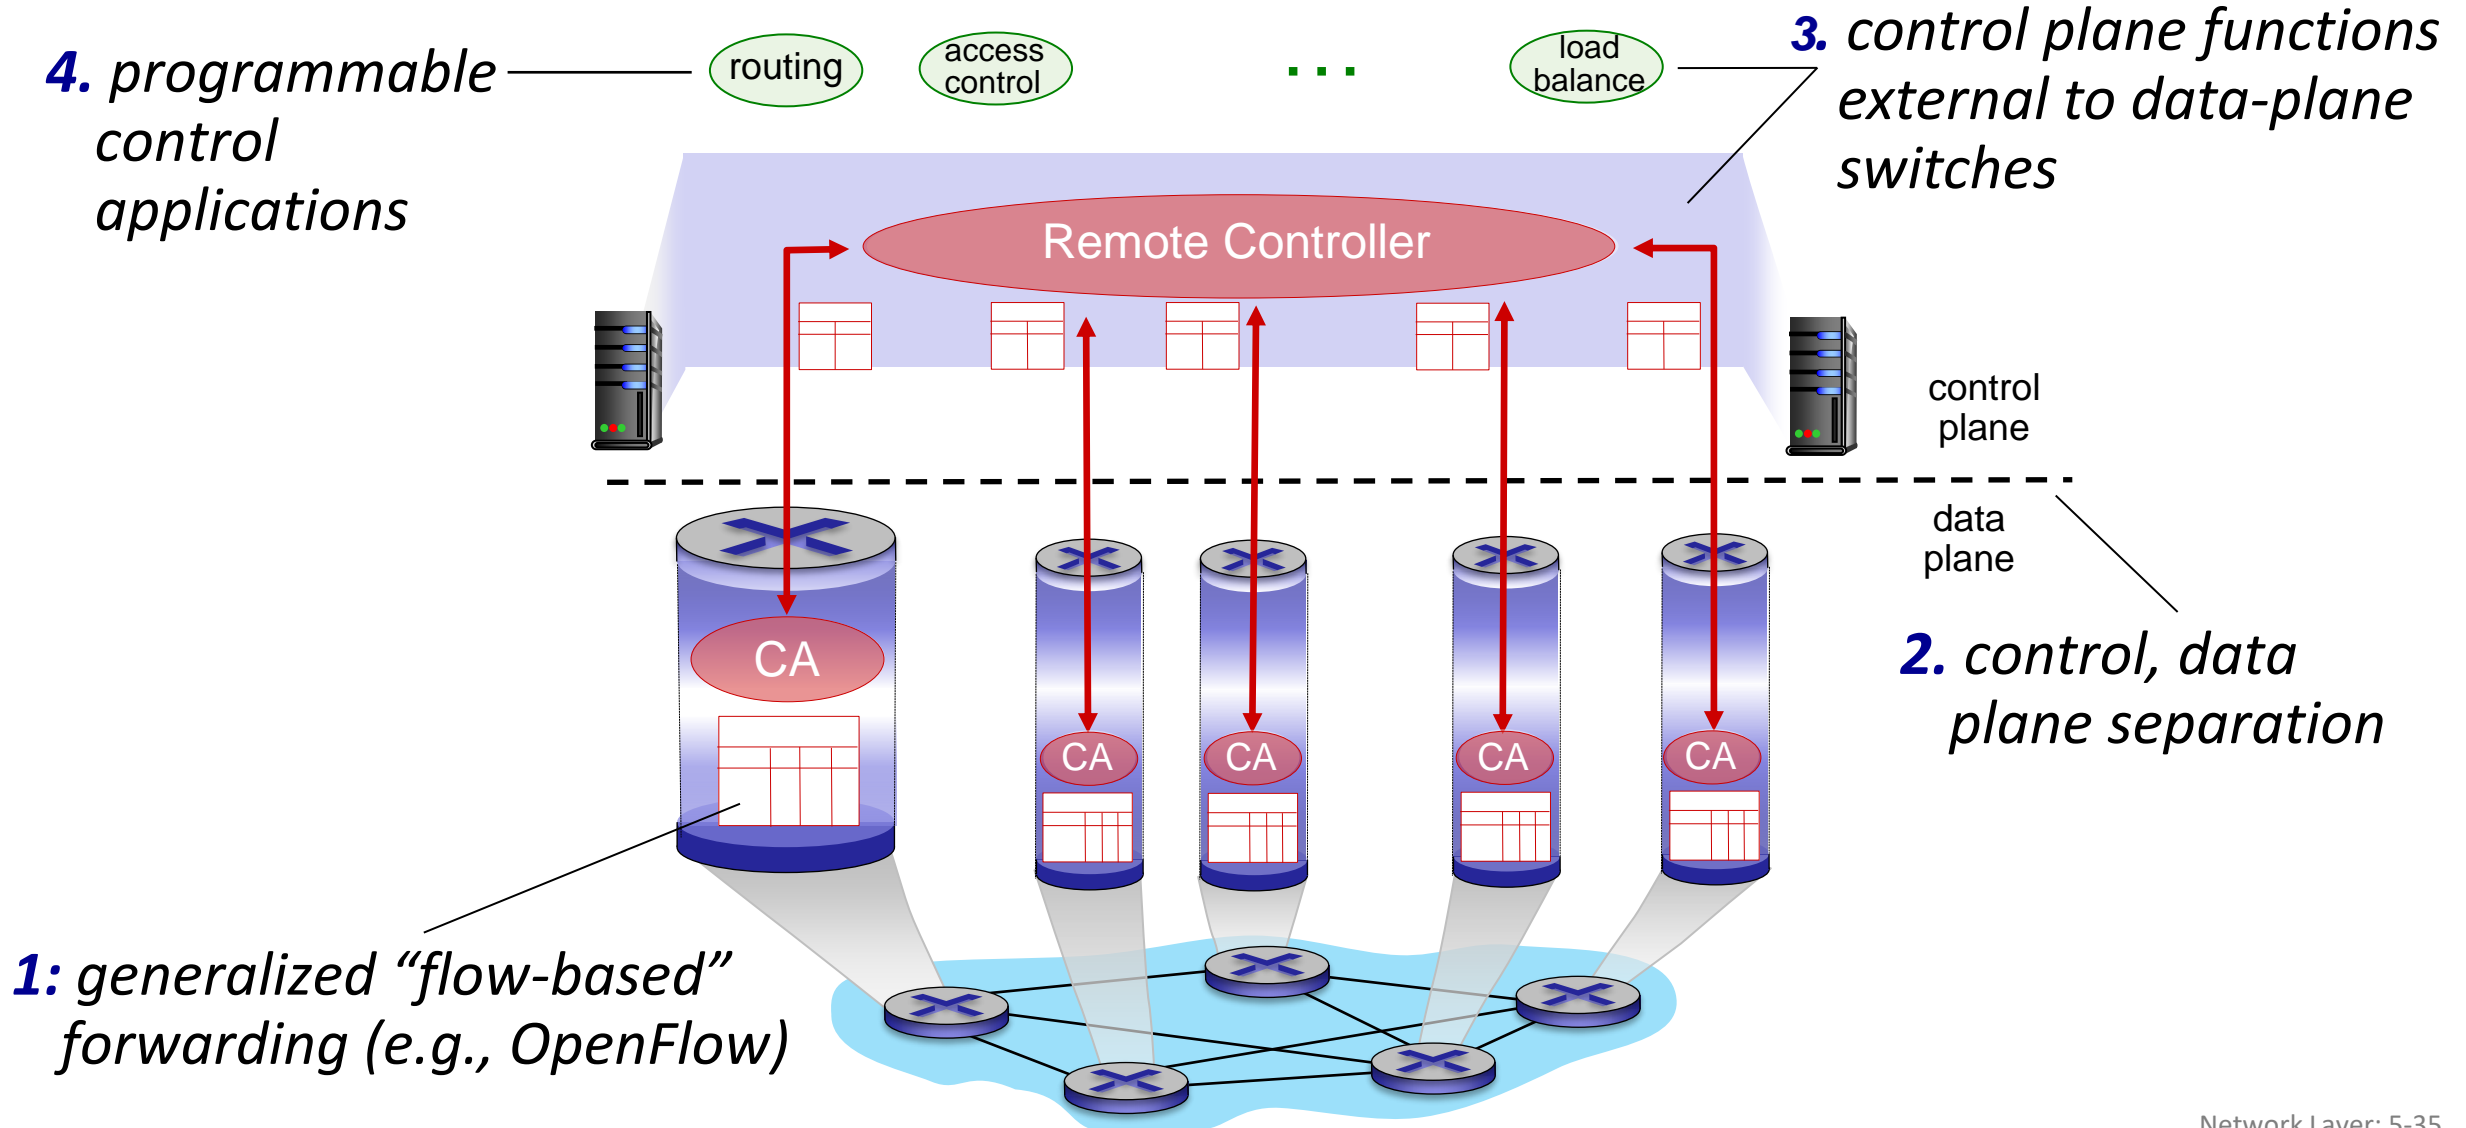 4. programmable
control
applications
routing
access
control
...
load
balance
3. control plane functions
external to data-plane
switches
Remote Controller
control
plane
data
plane
CA
CA
CA
CA
CA
2. control, data
plane separation
1: generalized “flow-based”
forwarding (e.g., OpenFlow)
Network Layer: 5-35